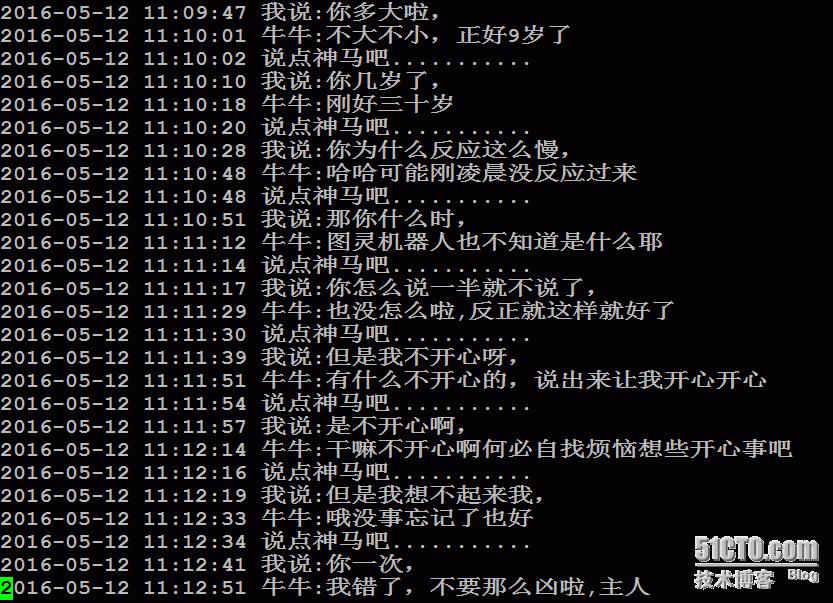 2016-05-12 11:09:47 我说:你多大啦,
2016-05-12 11:10:01 牛牛:不大不小，正好9岁了
2016-05-12 11:10:02 说点神马吧...........
2016-05-12 11:10:10 我说:你几岁了,
2016-05-12 11:10:18 牛牛:刚好三十岁
2016-05-12 11:10:20 说点神马吧...........
2016-05-12 11:10:28 我说:你为什么反应这么慢,
2016-05-12 11:10:48 牛牛:哈哈可能刚凌晨没反应过来
2016-05-12 11:10:48 说点神马吧...........
2016-05-12 11:10:51 我说:那你什么时,
2016-05-12 11:11:12 牛牛:图灵机器人也不知道是什么耶
2016-05-12 11:11:14 说点神马吧...........
2016-05-12 11:11:17 我说:你怎么说一半就不说了,
2016-05-12 11:11:29 牛牛:也没怎么啦,反正就这样就好了
2016-05-12 11:11:30 说点神马吧...........
2016-05-12 11:11:39 我说:但是我不开心呀,
2016-05-12 11:11:51 牛牛:有什么不开心的，说出来让我开心开心
2016-05-12 11:11:54 说点神马吧...........
2016-05-12 11:11:57 我说:是不开心啊,
2016-05-12 11:12:14 牛牛:干嘛不开心啊何必自找烦恼想些开心事吧
2016-05-12 11:12:16 说点神马吧...........
2016-05-12 11:12:19 我说:但是我想不起来我,
2016-05-12 11:12:33 牛牛:哦没事忘记了也好
2016-05-12 11:12:34 说点神马吧...........
2016-05-12 11:12:41 我说:你一次,
2016-05-12 11:12:51 牛牛:我错了，不要那么凶啦,主人
51CTO.com
技术博客 Blog